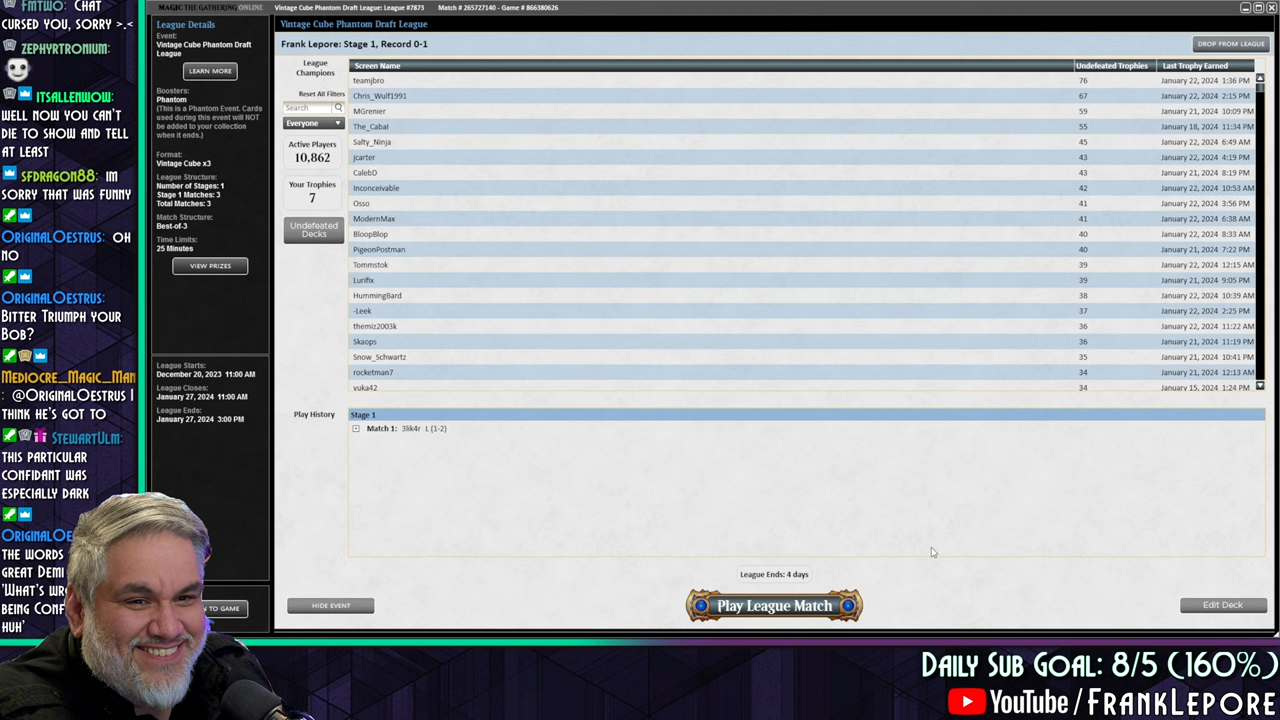 FMTWO: CHAT
CURSED YOU, SORRY >.<
ZEPHYRTRONIUM:
ITSALLENWOW:
WELL NOW YOU CAN'T
DIE TO SHOW AND TELL
AT LEAST
SFDRAGON88: IM
SORRY THAT WAS FUNNY
ORIGINALOESTRUS: OH
NO
ORIGINALOESTRUS:
BITTER TRIUMPH YOUR
BOB?
MEDIOCRE_MAGIC_MAN
: @ORIGINALOESTRUS I
THINK HE'S GOT TO
STEWARTULM:
THIS PARTICULAR
CONFIDANT WAS
ESPECIALLY DARK
ORIGINALOE
THE WORDS
GREAT DEMI
'WHAT'S WR
BEING CONF
HUH'
MAGIC THE GATHERING ONLINE
Vintage Cube Phantom Draft League: League #7873 Match # 265727140 - Game # 866380626
League Details
Event:
Vintage Cube Phantom Draft
League
LEARN MORE
Boosters:
Phantom
(This is a Phantom Event. Cards
used during this event will NOT
be added to your collection
when it ends.)
Format:
Vintage Cube x3
League Structure:
Number of Stages: 1
Stage 1 Matches: 3
Total Matches: 3
Match Structure:
Best-of-3
Time Limits:
25 Minutes
VIEW PRIZES
League Starts:
December 20, 2023 11:00 AM
League Closes:
January 27, 2024 11:00 AM
League Ends:
January 27, 2024 3:00 PM
TO GAME
Vintage Cube Phantom Draft League
Frank Lepore: Stage 1, Record 0-1
DROP FROM LEAGUE
League
Champions
Reset All Filters
Search
Everyone
Active Players
10,862
Your Trophies
7
Undefeated
Decks
Screen Name Undefeated Trophies Last Trophy Earned
teamjbro 76 January 22, 2024 1:36 PM
Chris_Wulf1991 67 January 22, 2024 2:15 PM
MGrenier 59 January 21, 2024 10:09 PM
The_Cabal 55 January 18, 2024 11:34 PM
Salty_Ninja 45 January 22, 2024 6:49 AM
jcarter 43 January 22, 2024 4:19 PM
CalebD 43 January 21, 2024 8:19 PM
Inconceivable 42 January 22, 2024 10:53 AM
Osso 41 January 22, 2024 3:56 PM
ModernMax 41 January 22, 2024 6:38 AM
BloopBlop 40 January 22, 2024 8:33 AM
PigeonPostman 40 January 21, 2024 7:22 PM
Tommstok 39 January 22, 2024 12:15 AM
Lurifix 39 January 21, 2024 9:05 PM
HummingBard 38 January 22, 2024 10:39 AM
-Leek 37 January 22, 2024 2:25 PM
themiz2003k 36 January 22, 2024 11:22 AM
Skaops 36 January 21, 2024 11:19 PM
Snow_Schwartz 35 January 21, 2024 10:41 PM
rocketman7 34 January 21, 2024 12:13 AM
yuka42 34 January 15, 2024 1:24 PM
Play History
Stage 1
Match 1: 3lik4r L (1-2)
League Ends: 4 days
HIDE EVENT
Play League Match
Edit Deck
DAILY SUB GOAL: 8/5 (160%)
YOUTUBE/FRANKLEPORE